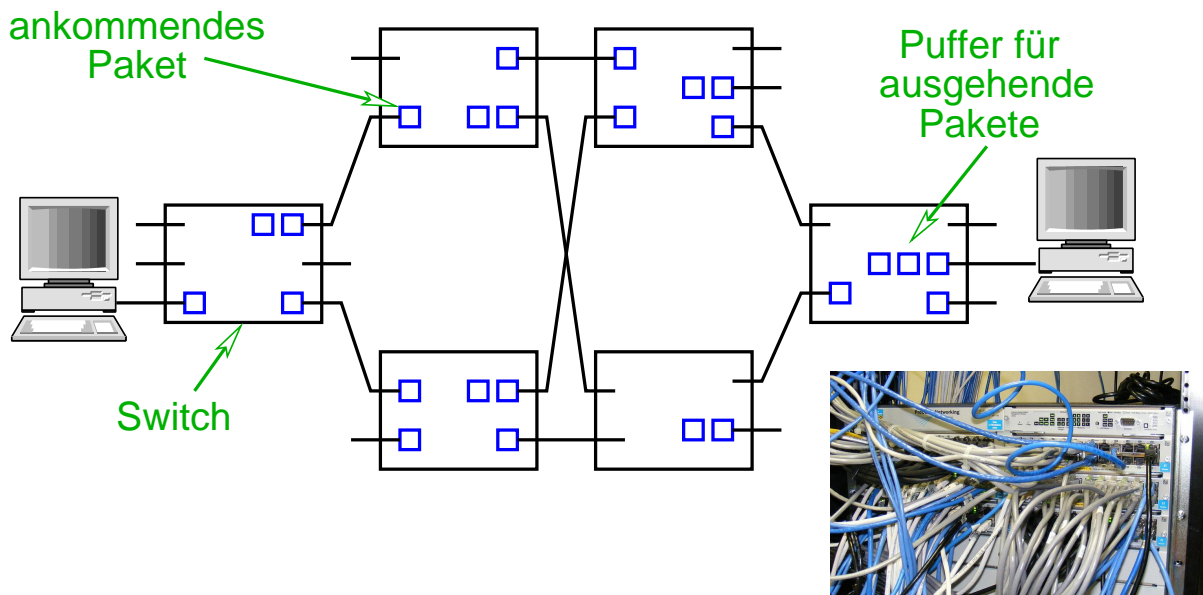 ankommendes
Paket
Puffer für
ausgehende
Pakete
Switch